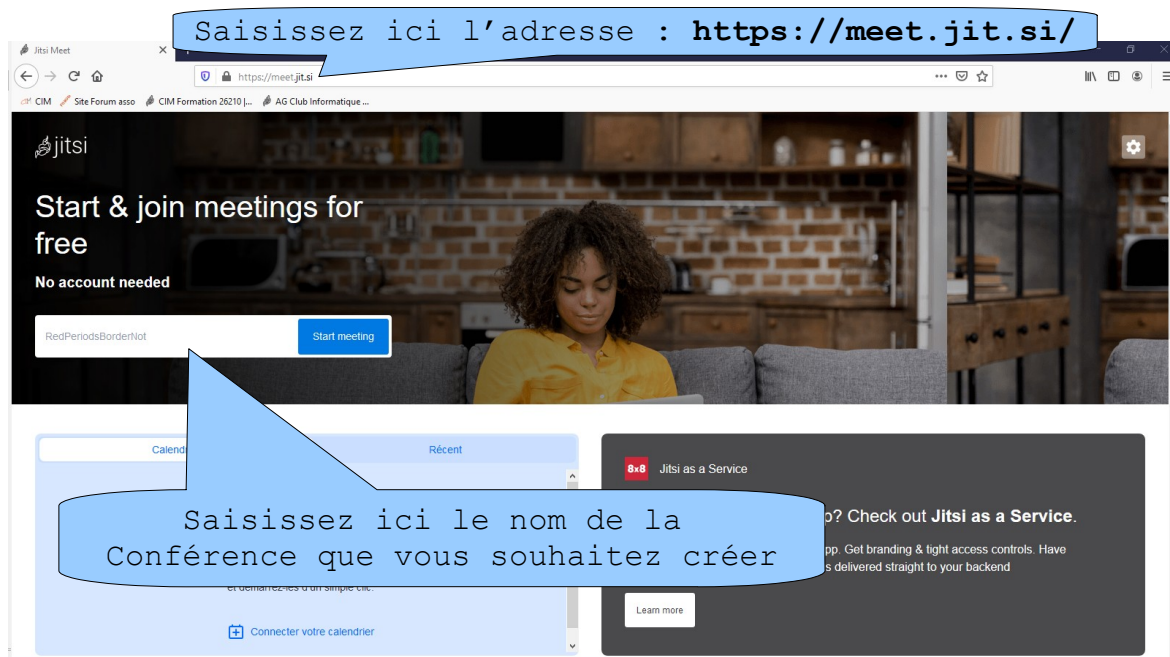 Saisissez ici l'adresse : https://meet.jit.si/
Jitsi Meet
https://meet.jit.si
CIM Site Forum asso CIM Formation 26210 |... AG Club Informatique ...
jitsi
Start & join meetings for
free
No account needed
RedPeriodsBorderNot Start meeting
Calend Récent
8x8 Jitsi as a Service
Saisissez ici le nom de la
Conférence que vous souhaitez créer
p? Check out Jitsi as a Service.
pp. Get branding & tight access controls. Have
s delivered straight to your backend
et démarrez-les d'un simple clic.
Learn more
Connecter votre calendrier